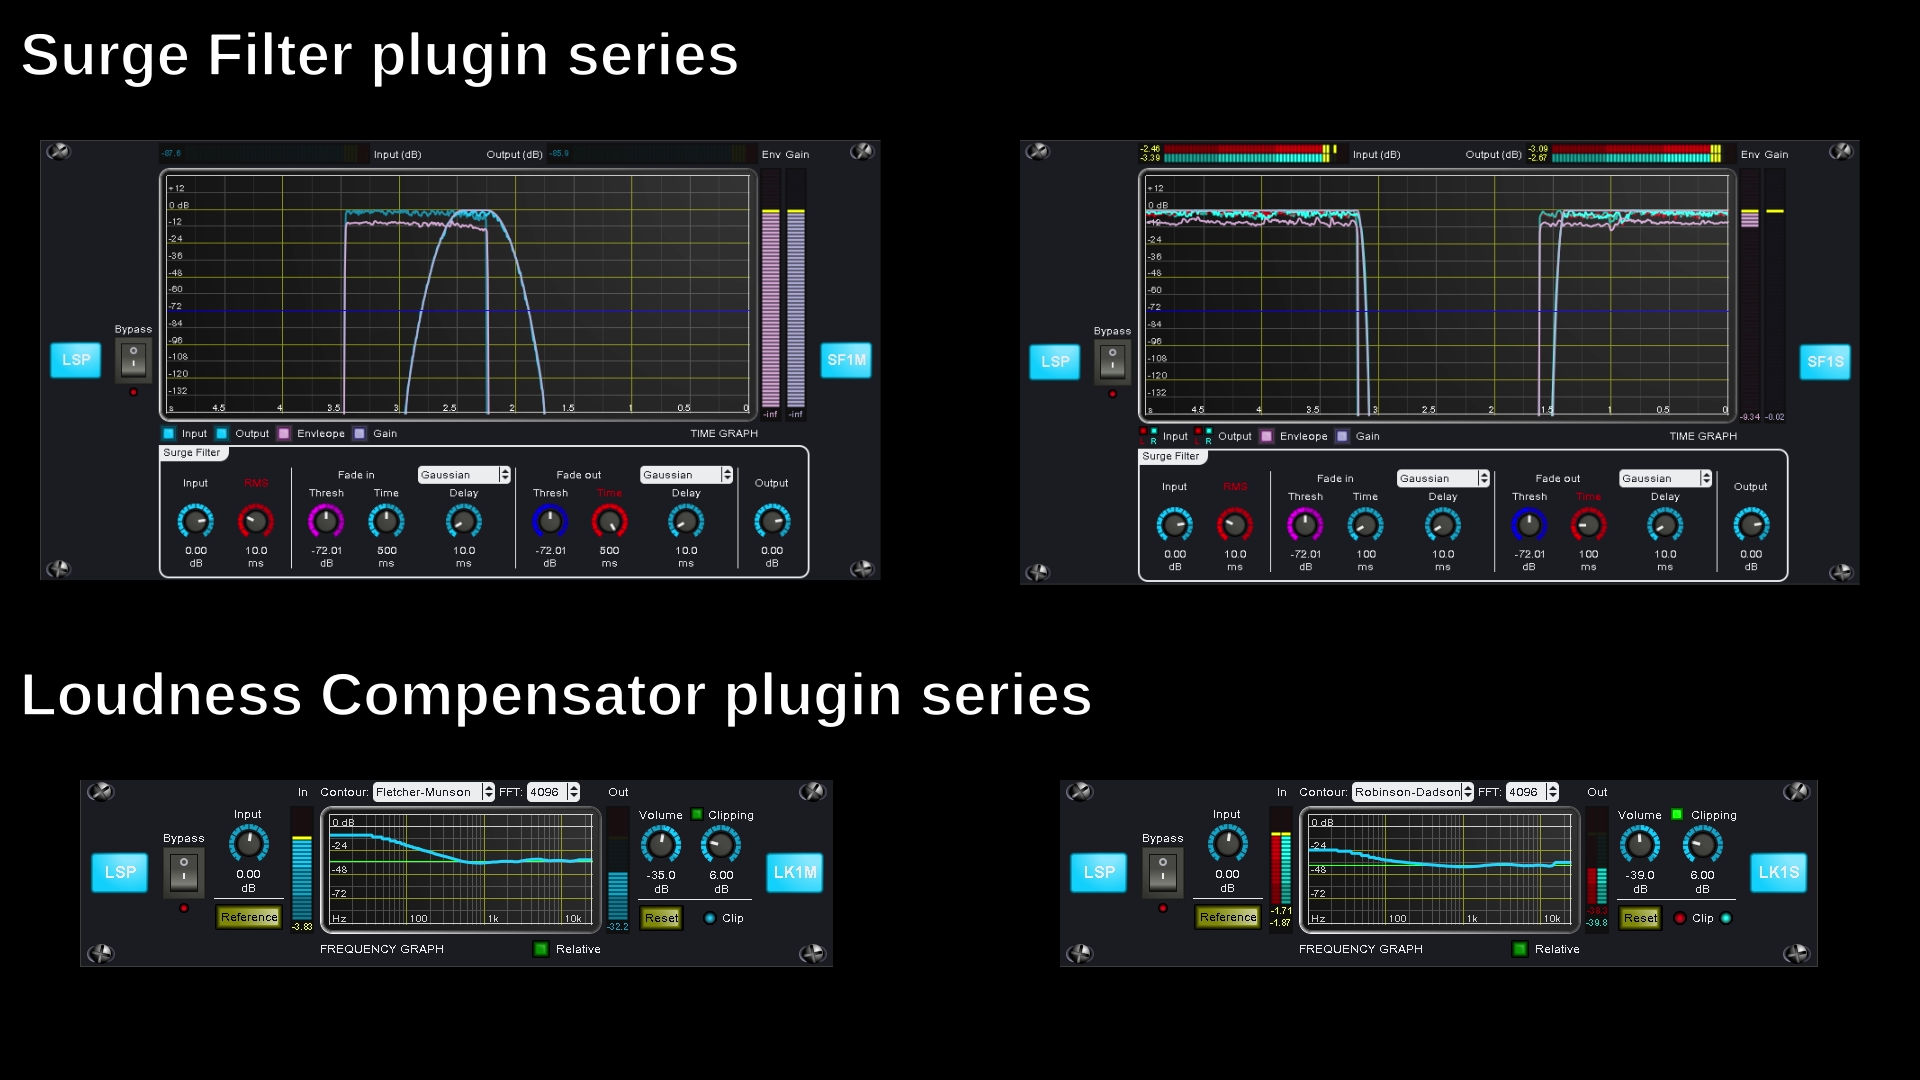 Surge Filter plugin series
-87.6 Input (dB) Output (dB) -85.9 Env Gain
+12
0 dB
-12
-24
-36
-48
-60
-72
-84
-96
-108
-120
-132
s 4.5 4 3.5 3 2.5 2 1.5 1 0.5 0
-inf -inf
Bypass
LSP
SF1M
Input Output Envleope Gain TIME GRAPH
Surge Filter
Fade in Gaussian Fade out Gaussian
Input RMS Thresh Time Delay Thresh Time Delay Output
0.00 10.0 -72.01 500 10.0 -72.01 500 10.0 0.00
dB ms dB ms ms dB ms ms dB
-2.46 -3.39 Input (dB) Output (dB) -3.09 -2.67 Env Gain
+12
0 dB
-12
-24
-36
-48
-60
-72
-84
-96
-108
-120
-132
s 4.5 4 3.5 3 2.5 2 1.5 1 0.5 0
-9.34 -0.02
Bypass
LSP
SF1S
L R Input L R Output Envleope Gain TIME GRAPH
Surge Filter
Fade in Gaussian Fade out Gaussian
Input RMS Thresh Time Delay Thresh Time Delay Output
0.00 10.0 -72.01 100 10.0 -72.01 100 10.0 0.00
dB ms dB ms ms dB ms ms dB
Loudness Compensator plugin series
In Contour: Fletcher-Munson FFT: 4096 Out
Input Volume Clipping
Bypass
0 dB
-24
-48
-72
Hz 100 1k 10k
LSP
0.00
dB
-35.0 6.00
dB dB
LK1M
Reference -3.83 -32.2 Reset Clip
FREQUENCY GRAPH Relative
In Contour: Robinson-Dadson FFT: 4096 Out
Input Volume Clipping
Bypass
0 dB
-24
-48
-72
Hz 100 1k 10k
LSP
0.00
dB
-39.0 6.00
dB dB
LK1S
Reference -1.71 -1.87 -39.8 Reset Clip
FREQUENCY GRAPH Relative